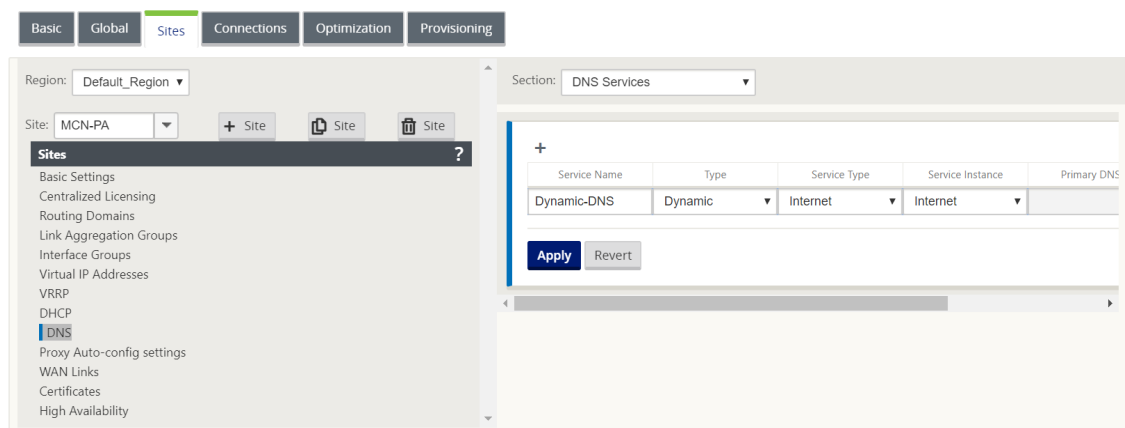 Basic Global Sites Connections Optimization Provisioning
Region: Default_Region
Section: DNS Services
Site: MCN-PA + Site Site Site
Sites ?
Basic Settings
Centralized Licensing
Routing Domains
Link Aggregation Groups
Interface Groups
Virtual IP Addresses
VRRP
DHCP
DNS
Proxy Auto-config settings
WAN Links
Certificates
High Availability
+
Service Name Type Service Type Service Instance Primary DNS
Dynamic-DNS Dynamic Internet Internet
Apply Revert